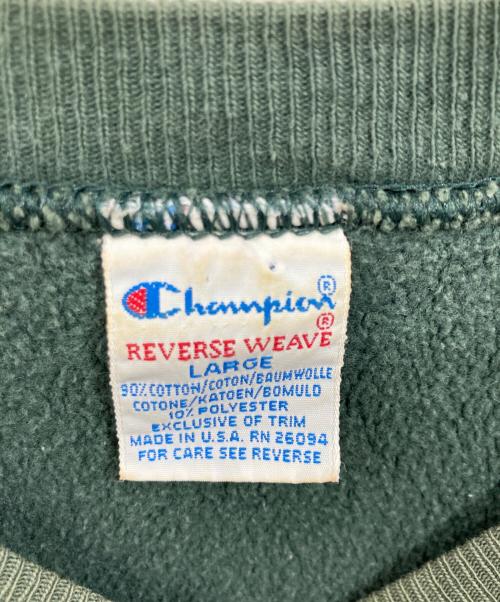 Champion®
REVERSE WEAVE®
LARGE
90% COTTON/COTON/BAUMWOLLE
COTONE/KATOEN/BOMULD
10% POLYESTER
EXCLUSIVE OF TRIM
MADE IN U.S.A. RN 26094
FOR CARE SEE REVERSE